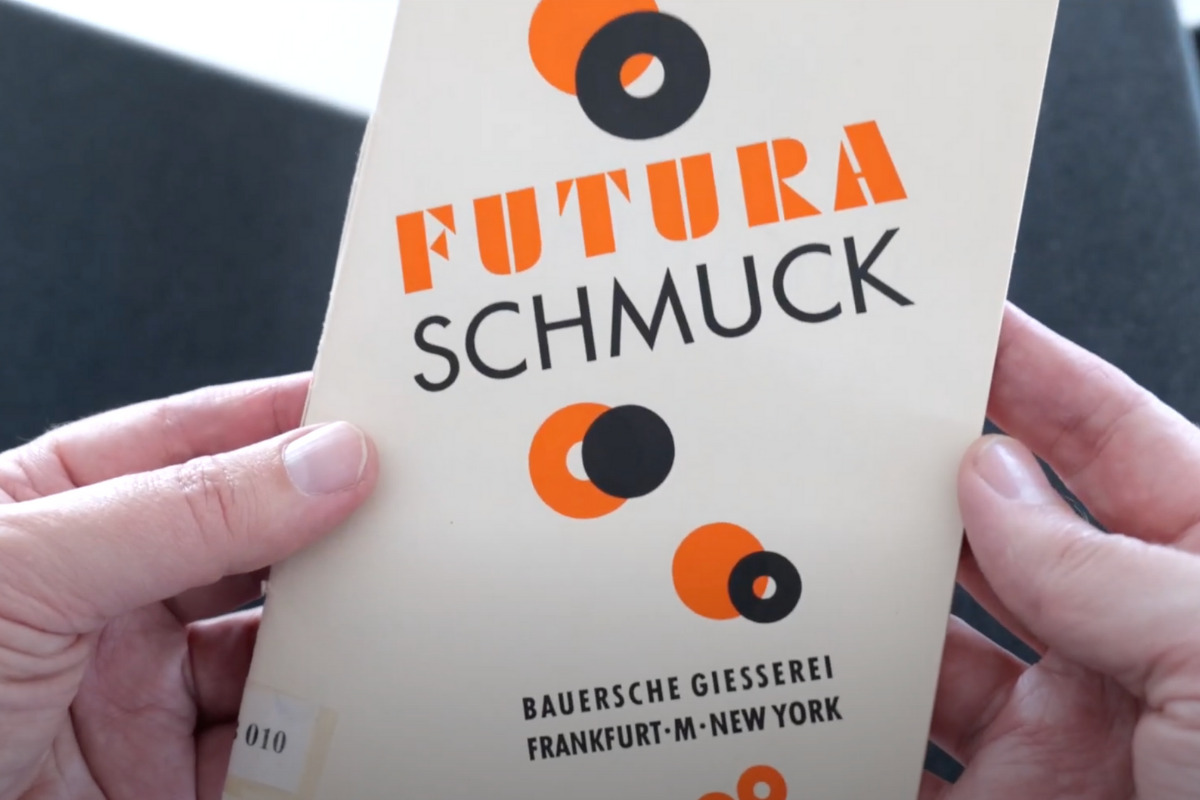 FUTURA
SCHMUCK
BAUERSCHE GIESSEREI
FRANKFURT·M·NEW YORK
010